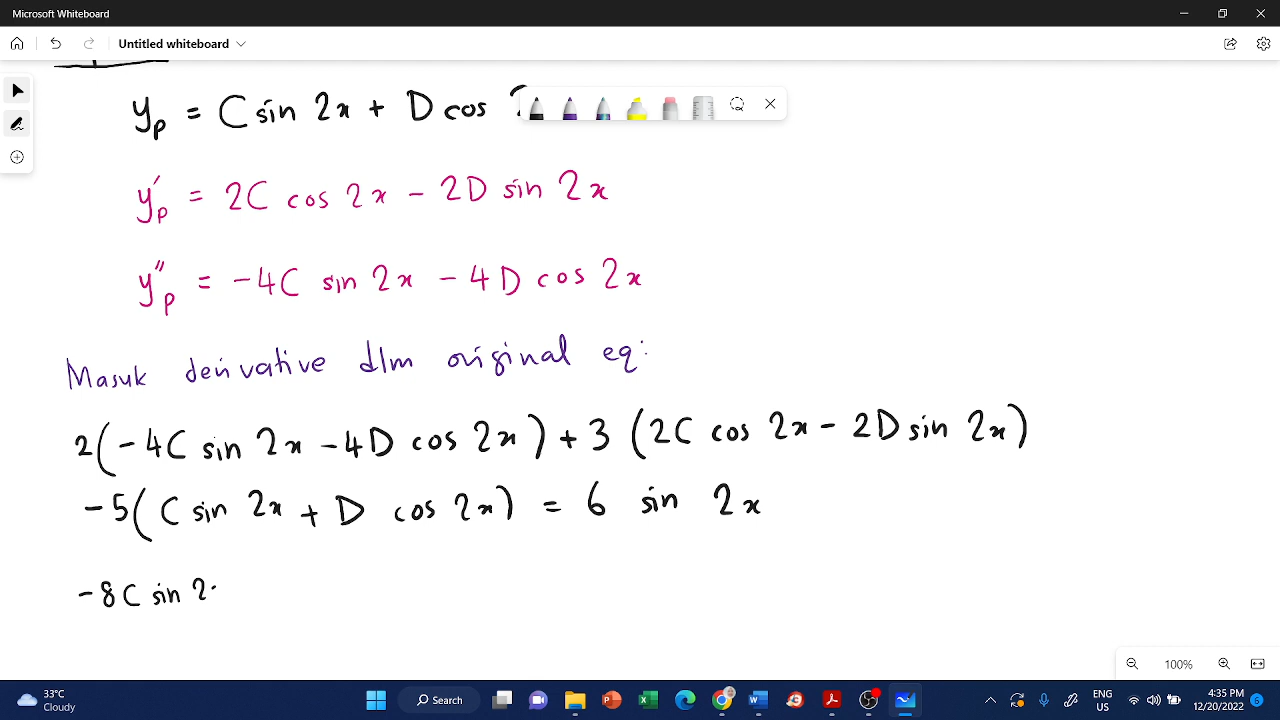 Microsoft Whiteboard
Untitled whiteboard
yp = C sin 2x + D cos 2
y'p = 2C cos 2x - 2D sin 2x
y''p = -4C sin 2x - 4D cos 2x
Masuk derivative dlm original eq:
2(-4C sin 2x - 4D cos 2x) + 3 (2C cos 2x - 2D sin 2x)
-5(C sin 2x + D cos 2x) = 6 sin 2x
-8C sin 2
100%
33°C
Cloudy
Search
ENG
US
4:35 PM
12/20/2022
6